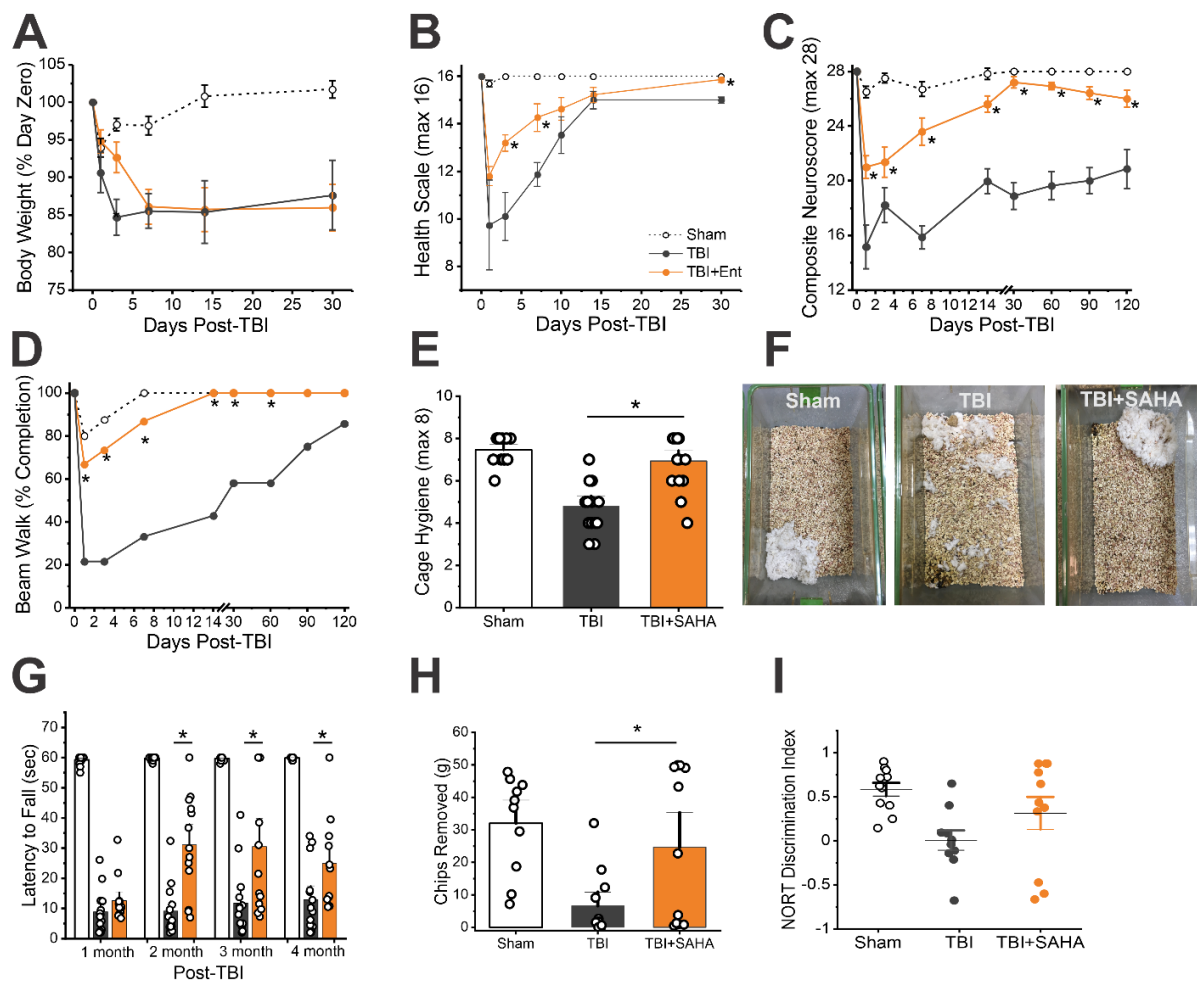 A
Body Weight (% Day Zero)
105
100
95
90
85
80
75
0 5 10 15 20 25 30
Days Post-TBI
B
Health Scale (max 16)
16
14
12
10
8
Sham
TBI
TBI+Ent
*
*
*
0 5 10 15 20 25 30
Days Post-TBI
C
Composite Neuroscore (max 28)
28
24
20
16
12
* * * * * * * *
0 2 4 6 8 10 12 14 30 60 90 120
Days Post-TBI
D
Beam Walk (% Completion)
100
80
60
40
20
0
* * * * * *
0 2 4 6 8 10 12 14 30 60 90 120
Days Post-TBI
E
Cage Hygiene (max 8)
8
6
4
2
0
*
Sham TBI TBI+SAHA
F
Sham TBI TBI+SAHA
G
Latency to Fall (sec)
70
60
50
40
30
20
10
0
* * *
1 month 2 month 3 month 4 month
Post-TBI
H
Chips Removed (g)
60
50
40
30
20
10
0
*
Sham TBI TBI+SAHA
I
NORT Discrimination Index
1
0.5
0
-0.5
-1
Sham TBI TBI+SAHA